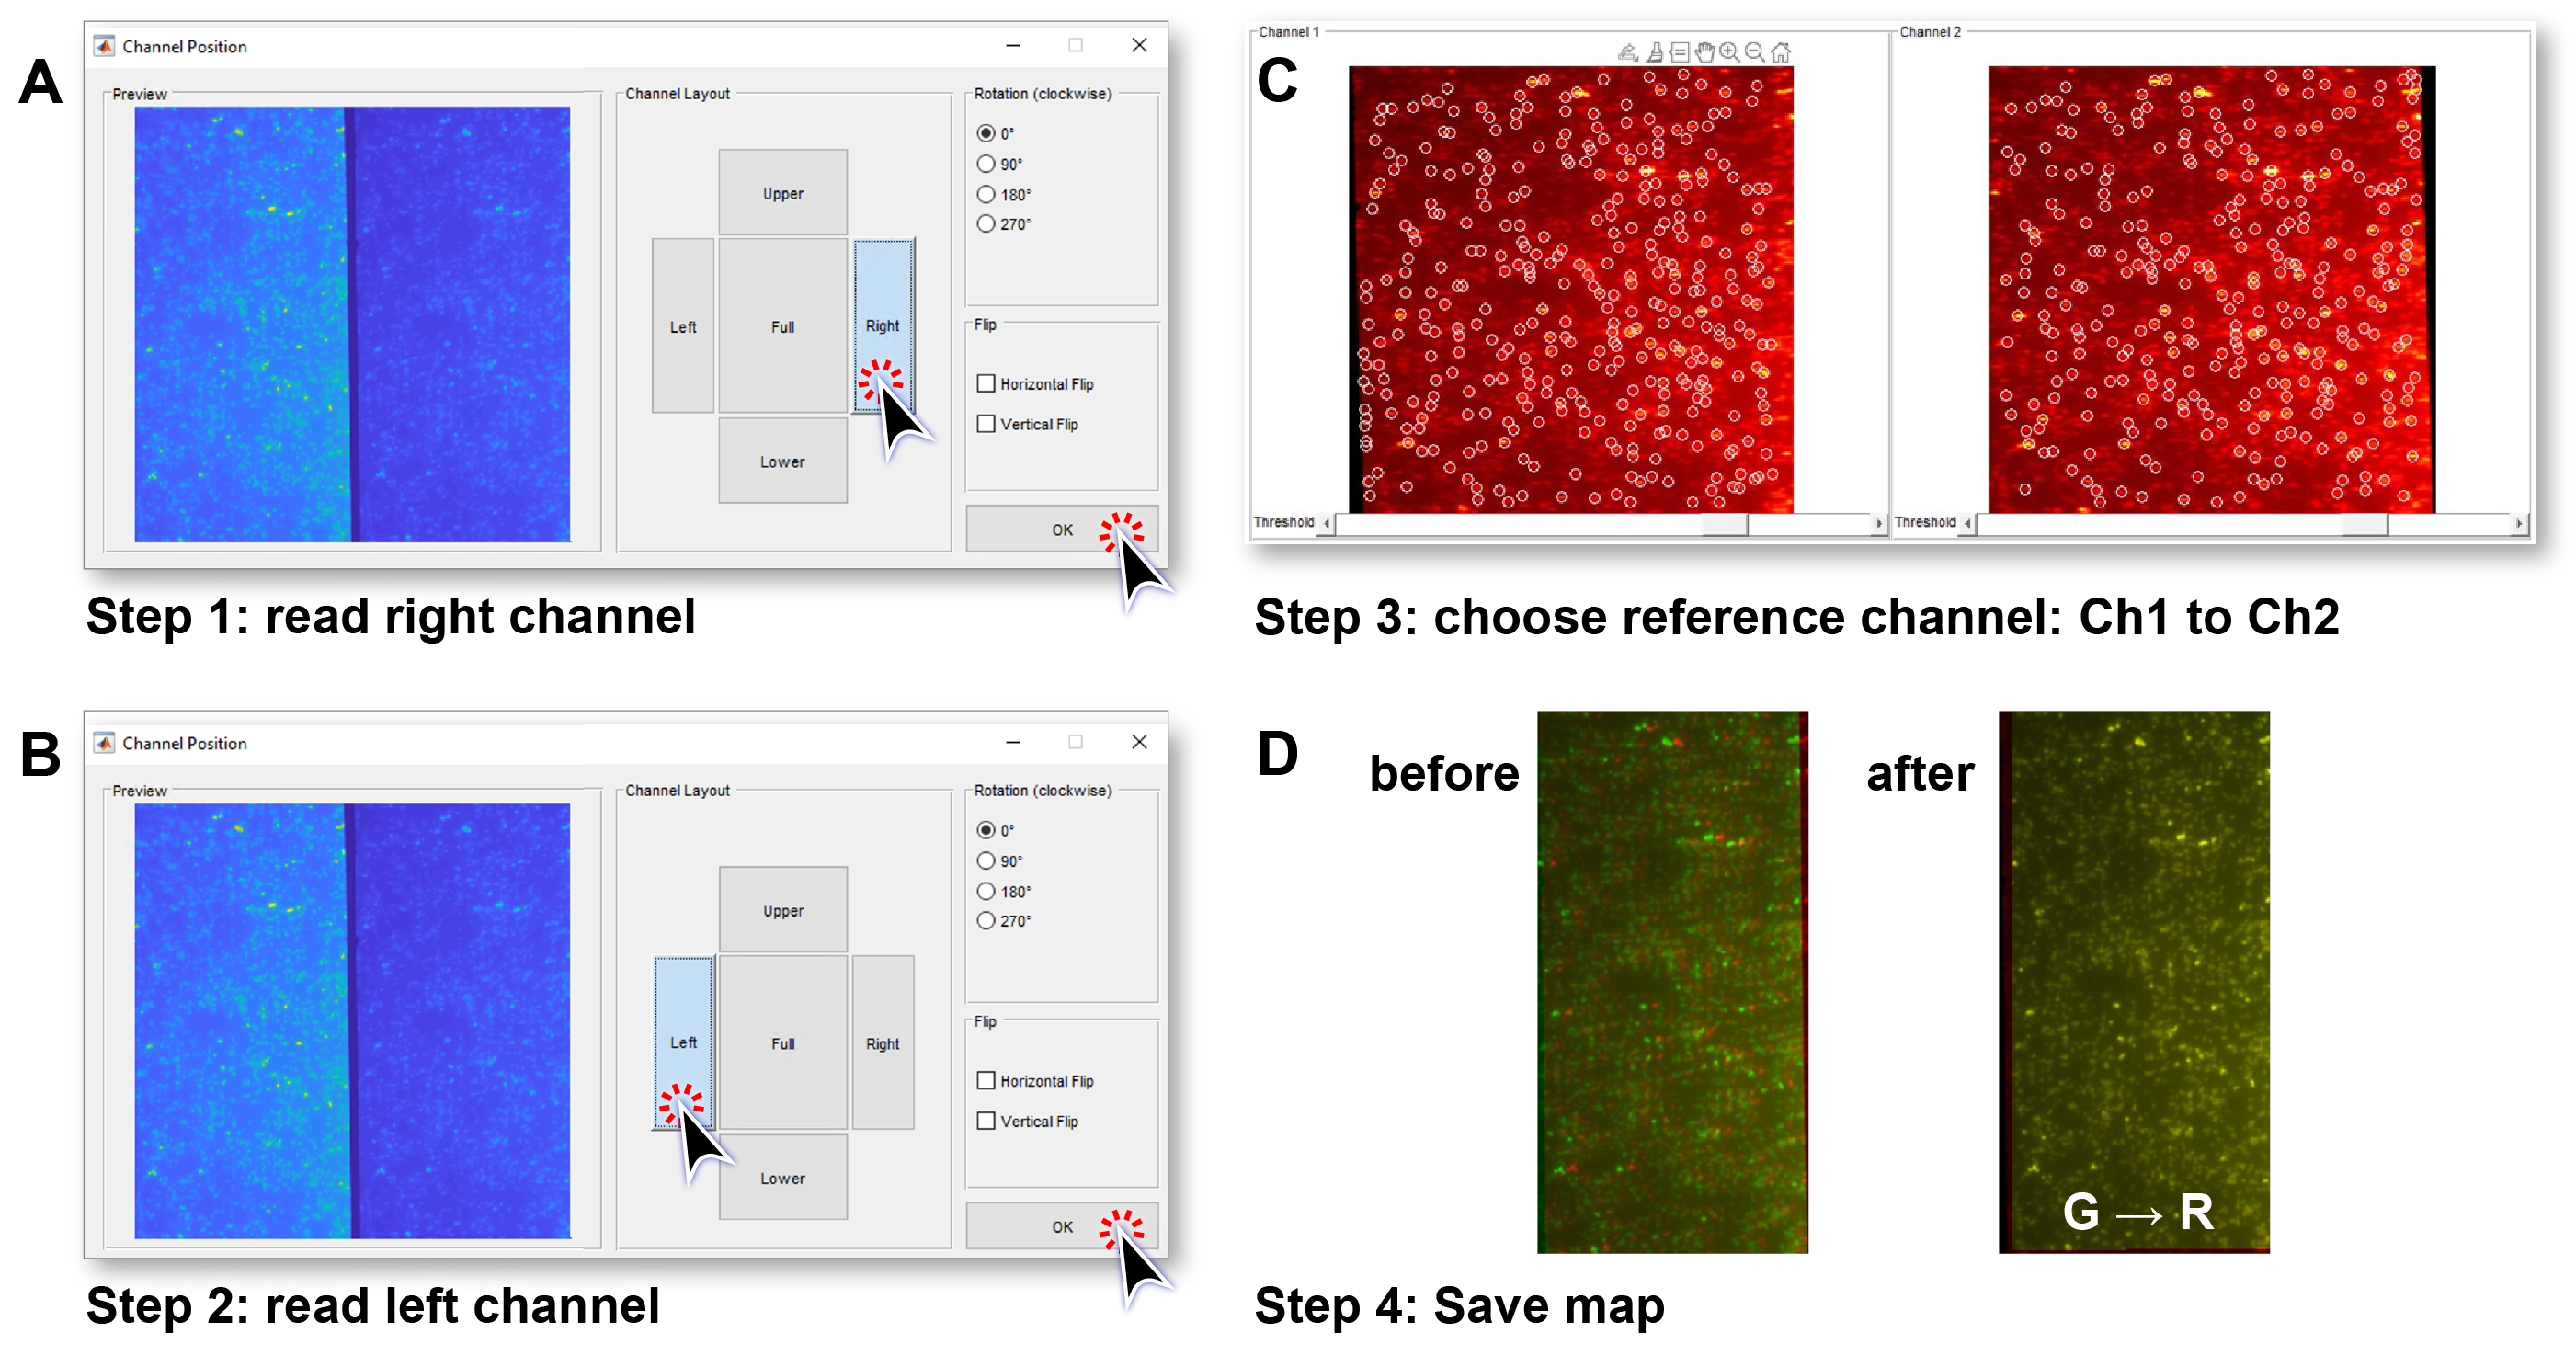 A
Channel Position
Preview
Channel Layout
Upper
Left
Full
Right
Lower
Rotation (clockwise)
0°
90°
180°
270°
Flip
Horizontal Flip
Vertical Flip
OK
Step 1: read right channel
B
Channel Position
Preview
Channel Layout
Upper
Left
Full
Right
Lower
Rotation (clockwise)
0°
90°
180°
270°
Flip
Horizontal Flip
Vertical Flip
OK
Step 2: read left channel
C
Channel 1
Threshold
Channel 2
Threshold
Step 3: choose reference channel: Ch1 to Ch2
D
before
after
G → R
Step 4: Save map